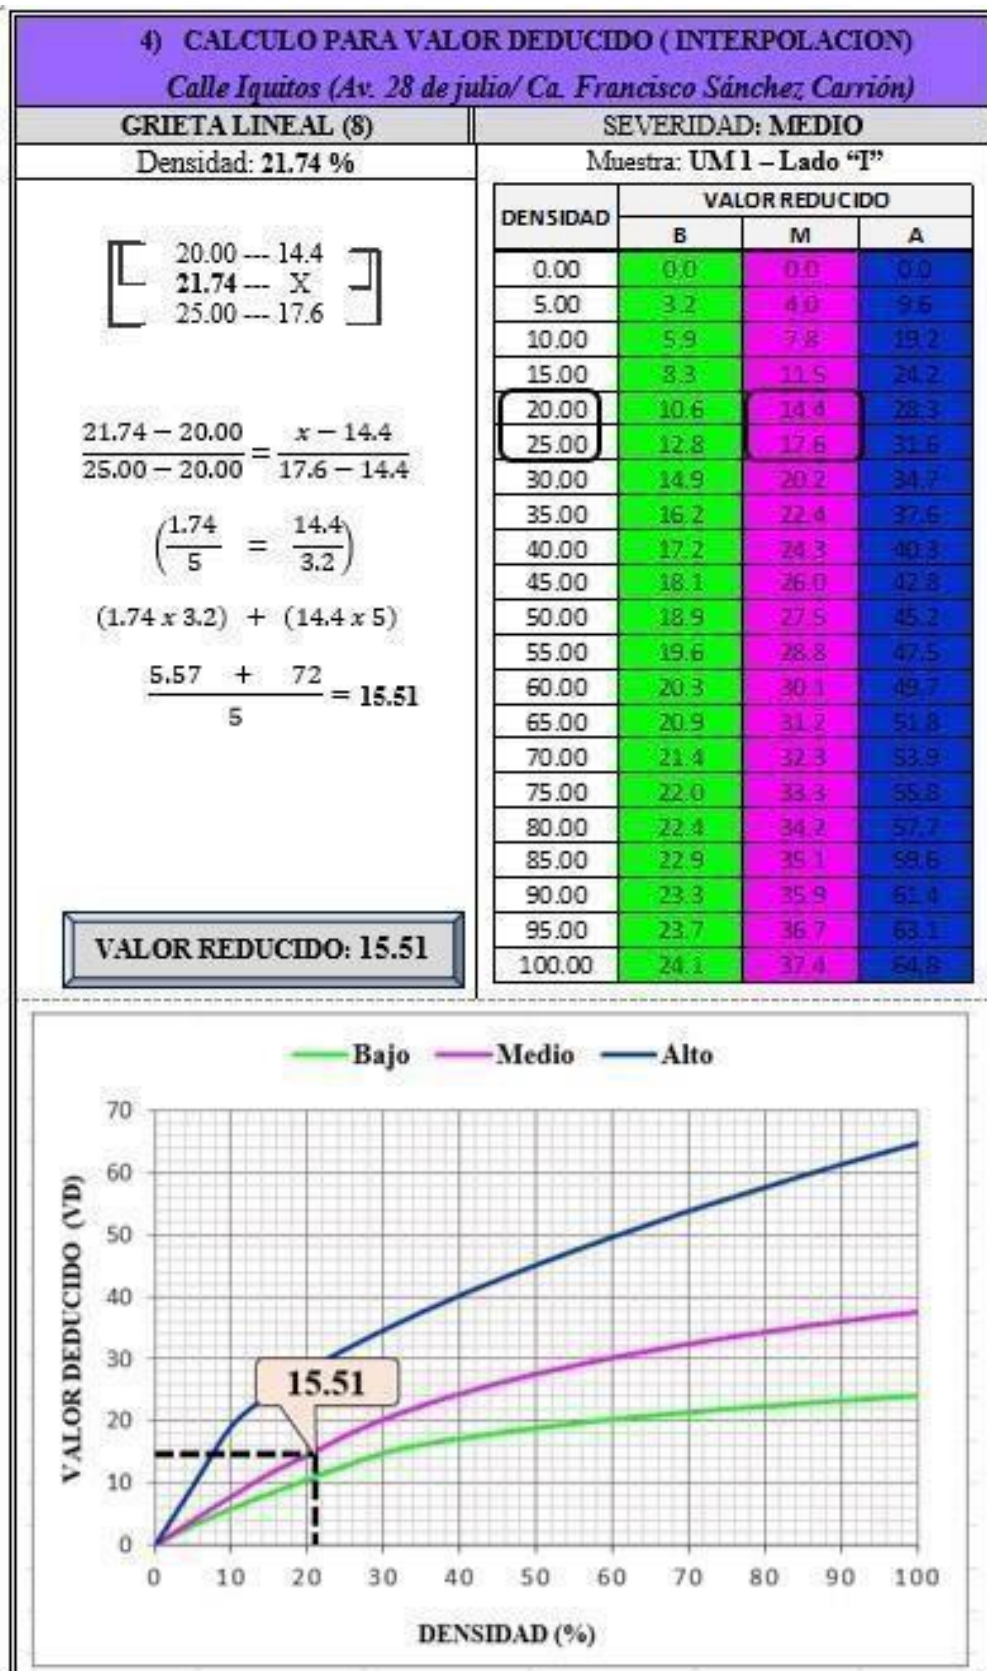 4) CALCULO PARA VALOR DEDUCIDO ( INTERPOLACION)
Calle Iquitos (Av. 28 de julio/ Ca. Francisco Sánchez Carrión)
GRIETA LINEAL (8)
SEVERIDAD: MEDIO
Densidad: 21.74 %
Muestra: UM 1 – Lado “I”
20.00 --- 14.4
21.74 --- X
25.00 --- 17.6
21.74 − 20.00 / 25.00 − 20.00 = x − 14.4 / 17.6 − 14.4
(1.74 / 5 = 14.4 / 3.2)
(1.74 x 3.2) + (14.4 x 5)
5.57 + 72 / 5 = 15.51
VALOR REDUCIDO: 15.51
DENSIDAD VALOR REDUCIDO
B M A
0.00 0.0 0.0 0.0
5.00 3.2 4.0 9.6
10.00 5.9 7.8 19.2
15.00 8.3 11.5 24.2
20.00 10.6 14.4 28.3
25.00 12.8 17.6 31.6
30.00 14.9 20.2 34.7
35.00 16.2 22.4 37.6
40.00 17.2 24.3 40.3
45.00 18.1 26.0 42.8
50.00 18.9 27.5 45.2
55.00 19.6 28.8 47.5
60.00 20.3 30.1 49.7
65.00 20.9 31.2 51.8
70.00 21.4 32.3 53.9
75.00 22.0 33.3 55.8
80.00 22.4 34.2 57.7
85.00 22.9 35.1 59.6
90.00 23.3 35.9 61.4
95.00 23.7 36.7 63.1
100.00 24.1 37.4 64.8
Bajo Medio Alto
VALOR DEDUCIDO (VD)
70
60
50
40
30
20
10
0
15.51
0 10 20 30 40 50 60 70 80 90 100
DENSIDAD (%)